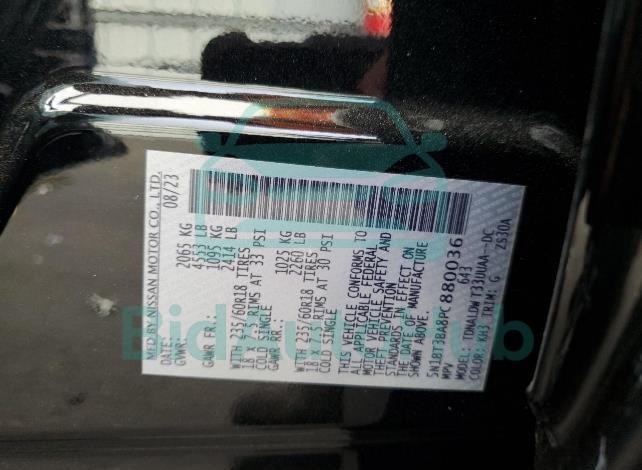 MFD BY NISSAN MOTOR CO., LTD.
DATE: 08/23
GVWR: 2065 KG
4553 LB
GAWR FR: 1095 KG
2414 LB
WITH 235/60R18 TIRES
18 X 7.5 RIMS AT 33 PSI
COLD SINGLE
GAWR RR: 1025 KG
2260 LB
WITH 235/60R18 TIRES
18 X 7.5 RIMS AT 30 PSI
COLD SINGLE
THIS VEHICLE CONFORMS TO
ALL APPLICABLE FEDERAL
MOTOR VEHICLE SAFETY AND
THEFT PREVENTION
STANDARDS IN EFFECT ON
THE DATE OF MANUFACTURE
SHOWN ABOVE.
5N1BT3BA8PC880036
MPV 643
COLOR: KH3 TRIM: G ZS30A